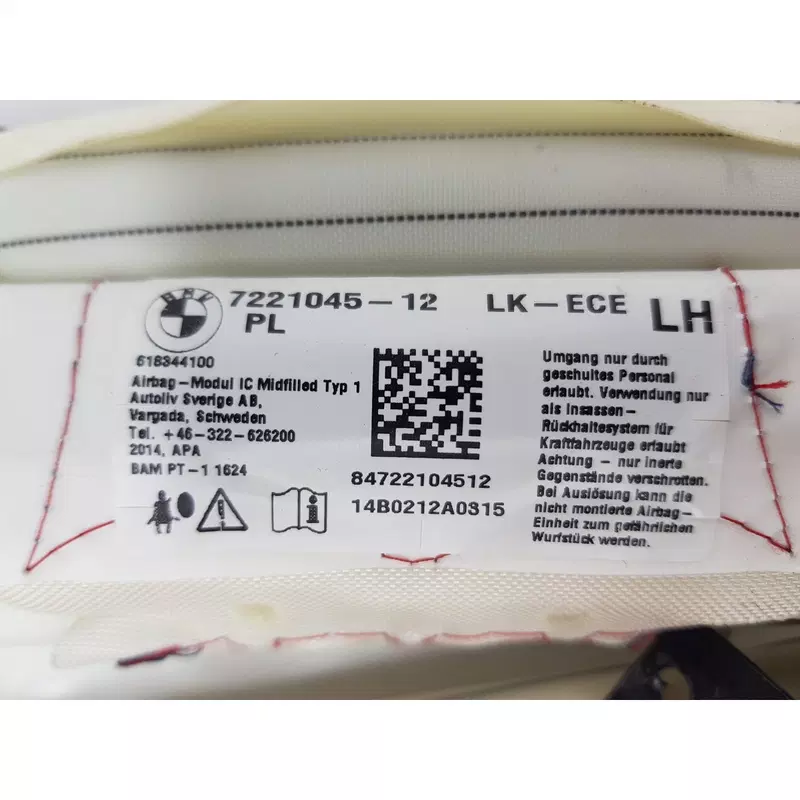 BMW
7221045-12 LK-ECE LH
PL
618344100
Airbag-Modul IC Midfilled Typ 1
Autoliv Sverige AB,
Vargada, Schweden
Tel. +46-322-626200
2014, APA
BAM PT-1 1624
84722104512
14B0212A0315
Umgang nur durch
geschultes Personal
erlaubt. Verwendung nur
als Insassen-
Rückhaltesystem für
Kraftfahrzeuge erlaubt
Achtung - nur inerte
Gegenstände verschrotten.
Bei Auslösung kann die
nicht montierte Airbag-
Einheit zum gefährlichen
Wurfstück werden.